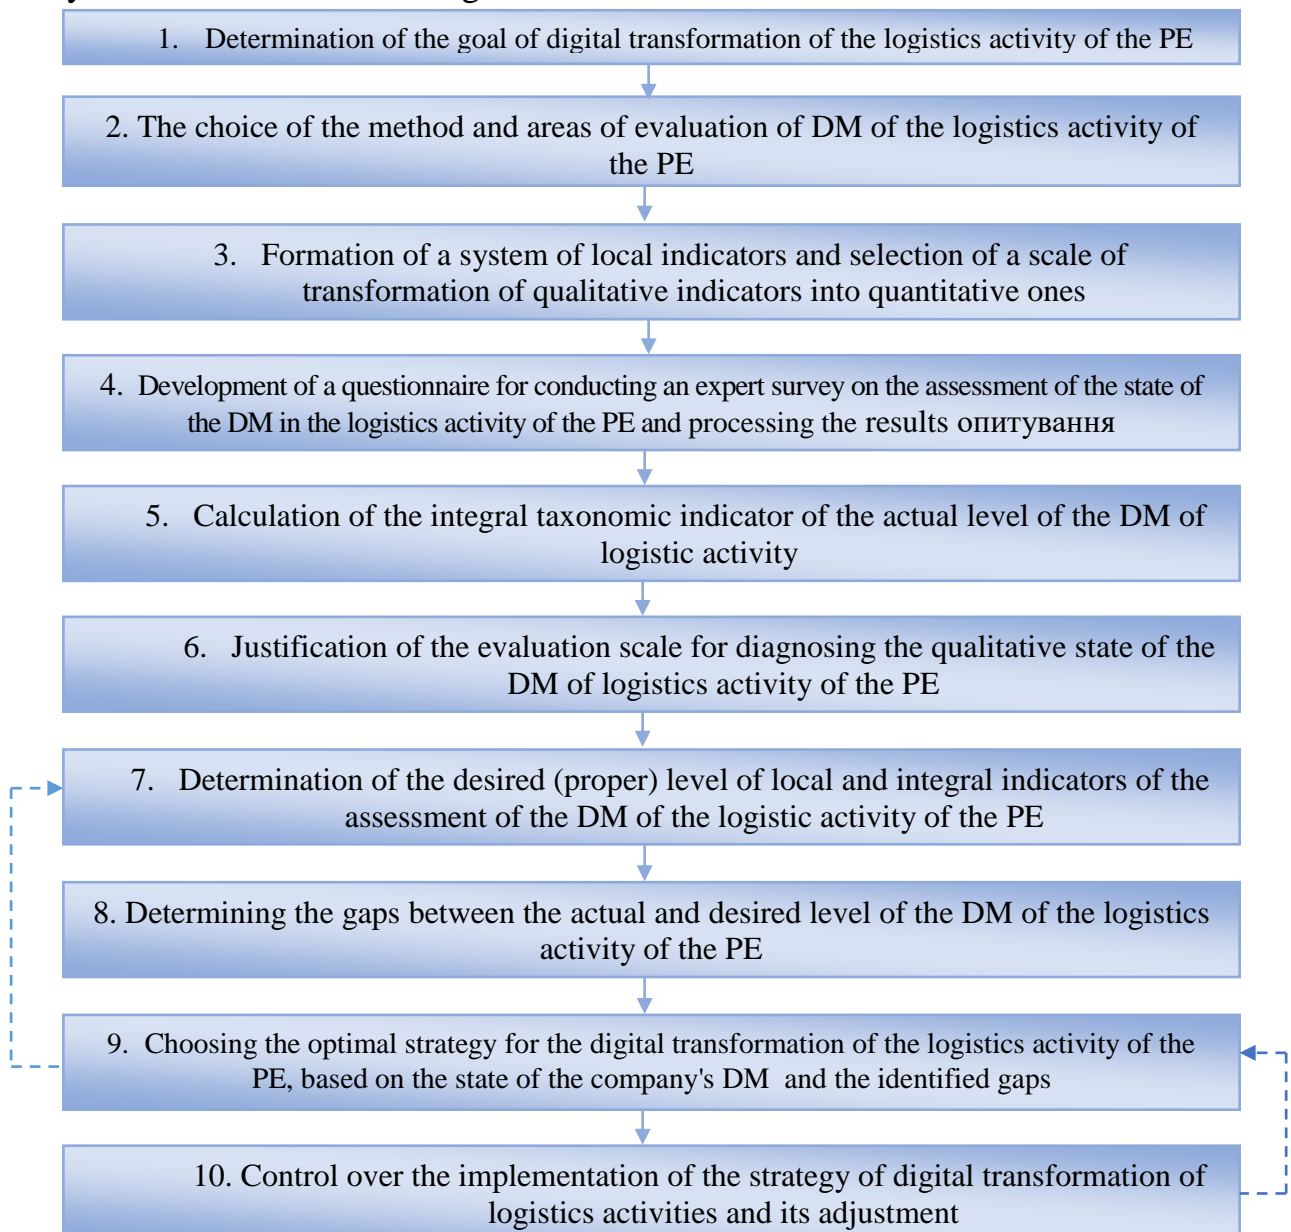 1. Determination of the goal of digital transformation of the logistics activity of the PE
2. The choice of the method and areas of evaluation of DM of the logistics activity of
the PE
3. Formation of a system of local indicators and selection of a scale of
transformation of qualitative indicators into quantitative ones
4. Development of a questionnaire for conducting an expert survey on the assessment of the state of
the DM in the logistics activity of the PE and processing the results опитування
5. Calculation of the integral taxonomic indicator of the actual level of the DM of
logistic activity
6. Justification of the evaluation scale for diagnosing the qualitative state of the
DM of logistics activity of the PE
7. Determination of the desired (proper) level of local and integral indicators of the
assessment of the DM of the logistic activity of the PE
8. Determining the gaps between the actual and desired level of the DM of the logistics
activity of the PE
9. Choosing the optimal strategy for the digital transformation of the logistics activity of the
PE, based on the state of the company's DM and the identified gaps
10. Control over the implementation of the strategy of digital transformation of
logistics activities and its adjustment